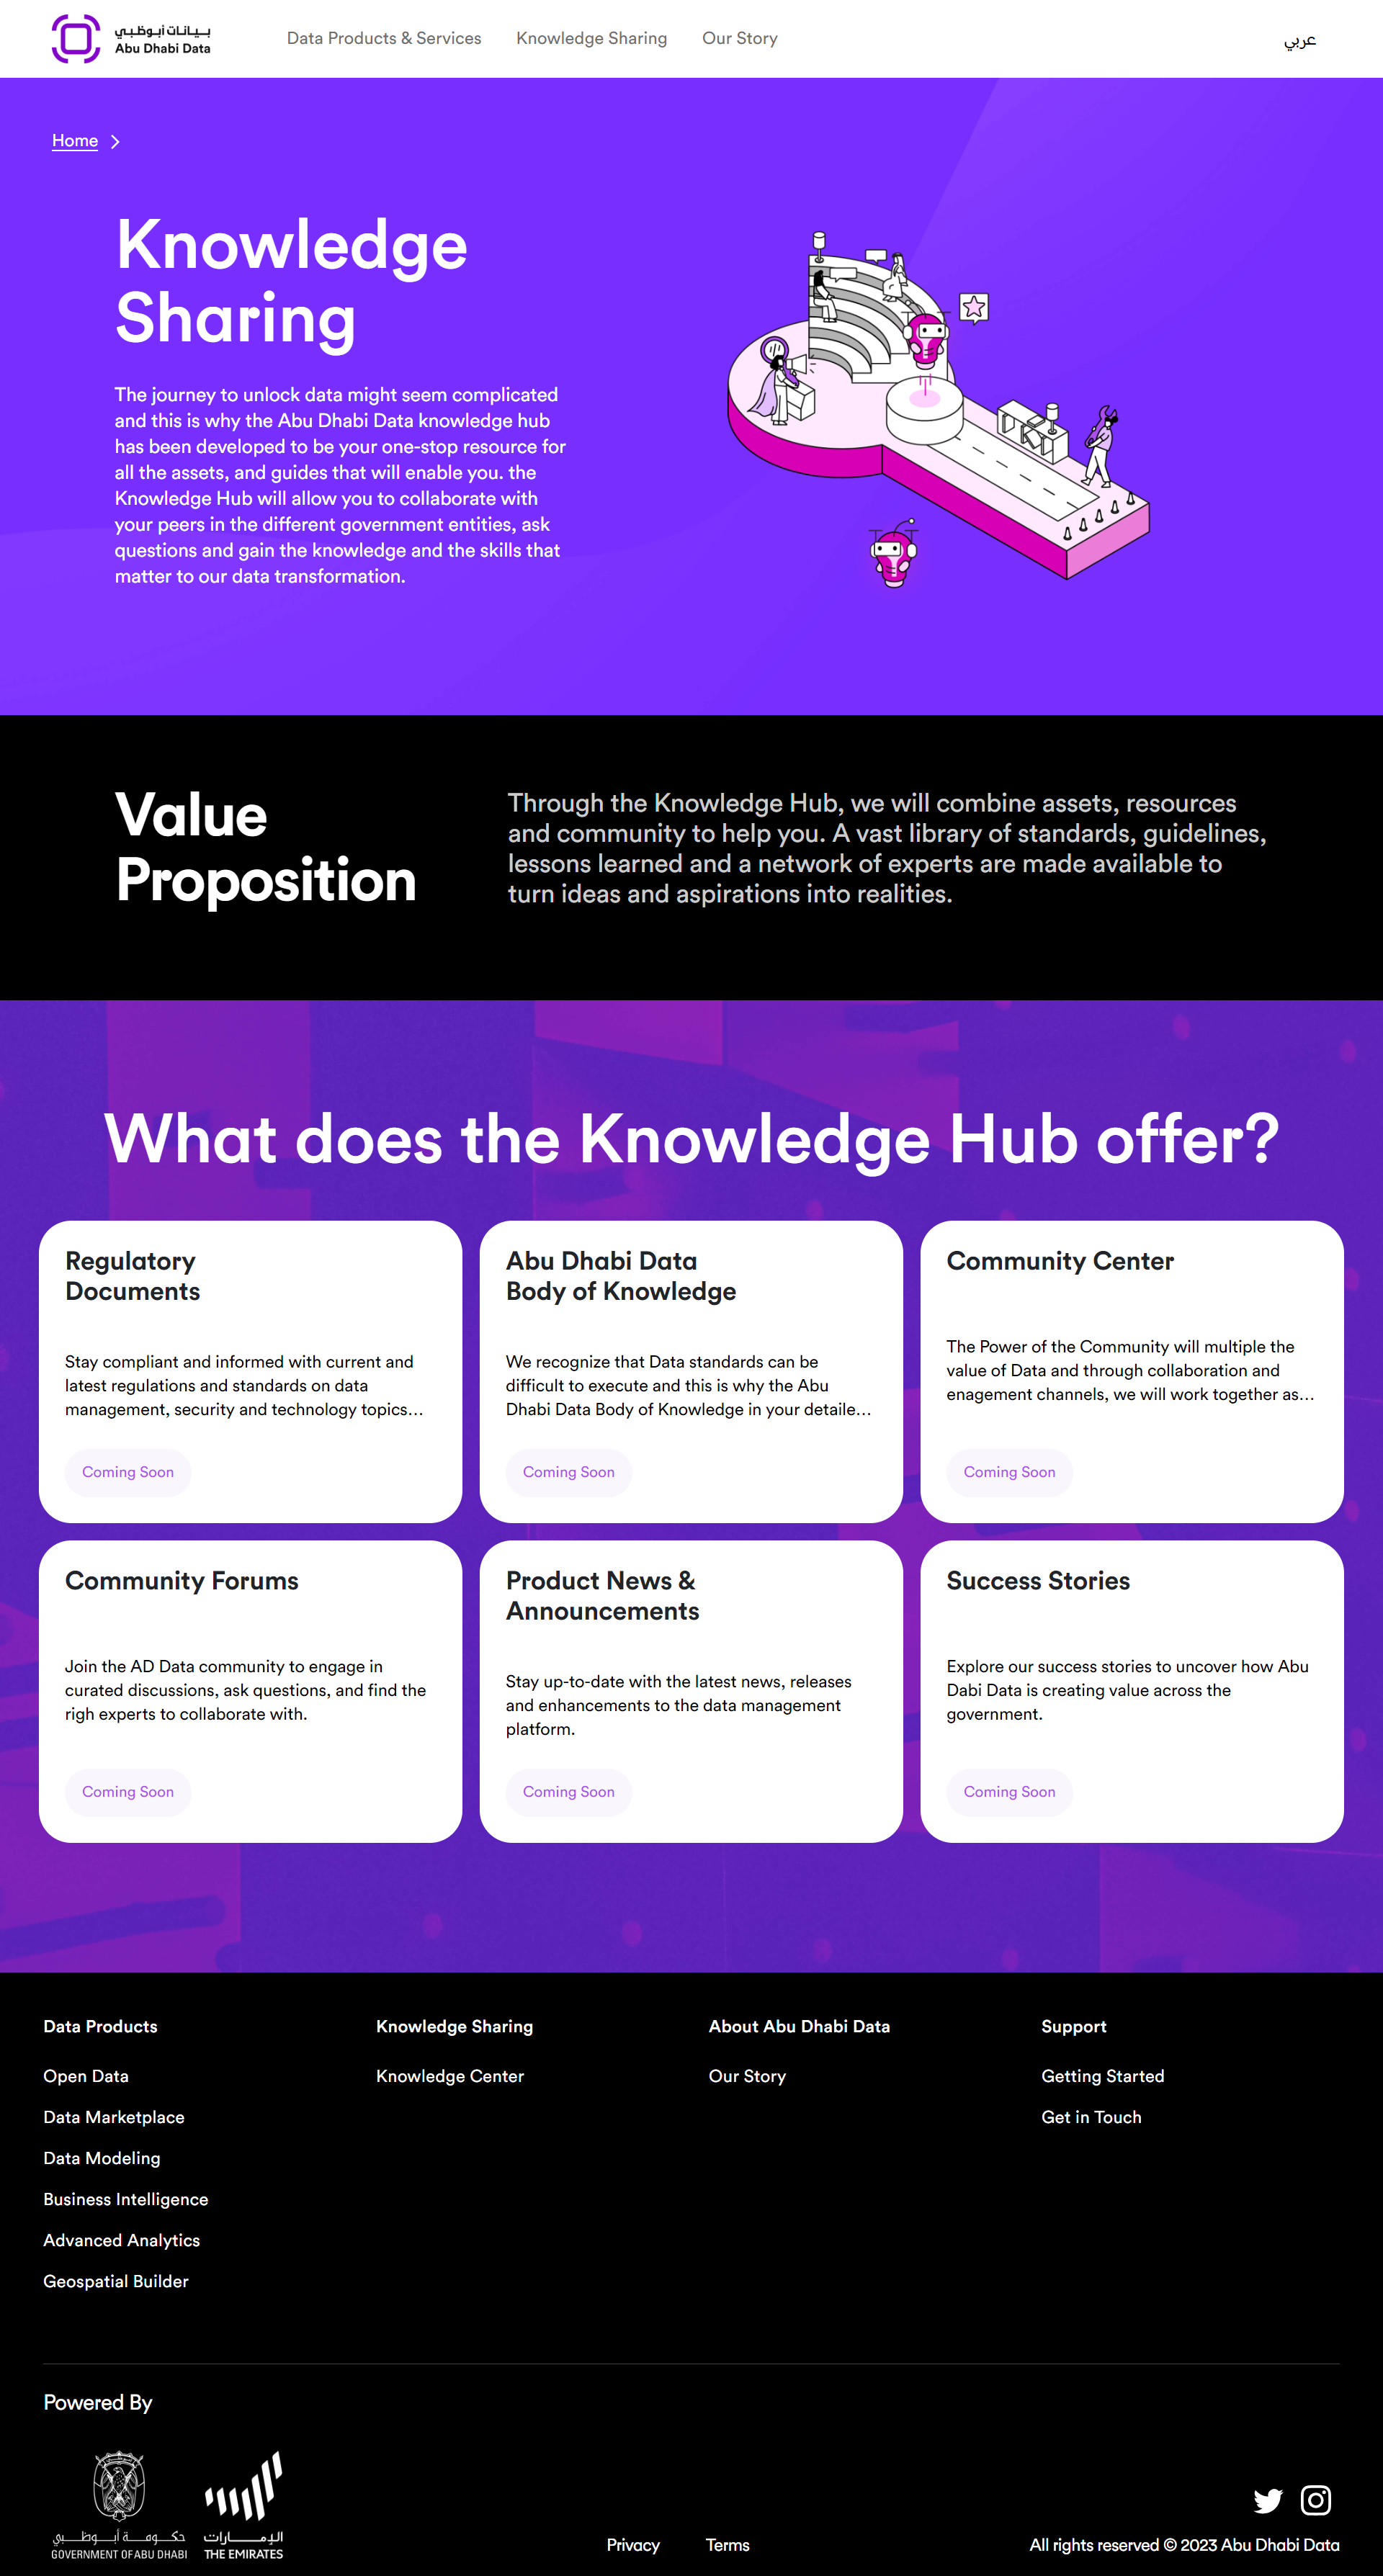 بيانات أبوظبي
Abu Dhabi Data
Data Products & Services
Knowledge Sharing
Our Story
عربي
Home
Knowledge
Sharing
The journey to unlock data might seem complicated
and this is why the Abu Dhabi Data knowledge hub
has been developed to be your one-stop resource for
all the assets, and guides that will enable you. the
Knowledge Hub will allow you to collaborate with
your peers in the different government entities, ask
questions and gain the knowledge and the skills that
matter to our data transformation.
Value
Proposition
Through the Knowledge Hub, we will combine assets, resources
and community to help you. A vast library of standards, guidelines,
lessons learned and a network of experts are made available to
turn ideas and aspirations into realities.
What does the Knowledge Hub offer?
Regulatory
Documents
Stay compliant and informed with current and
latest regulations and standards on data
management, security and technology topics...
Coming Soon
Abu Dhabi Data
Body of Knowledge
We recognize that Data standards can be
difficult to execute and this is why the Abu
Dhabi Data Body of Knowledge in your detaile...
Coming Soon
Community Center
The Power of the Community will multiple the
value of Data and through collaboration and
enagement channels, we will work together as...
Coming Soon
Community Forums
Join the AD Data community to engage in
curated discussions, ask questions, and find the
righ experts to collaborate with.
Coming Soon
Product News &
Announcements
Stay up-to-date with the latest news, releases
and enhancements to the data management
platform.
Coming Soon
Success Stories
Explore our success stories to uncover how Abu
Dabi Data is creating value across the
government.
Coming Soon
Data Products
Open Data
Data Marketplace
Data Modeling
Business Intelligence
Advanced Analytics
Geospatial Builder
Knowledge Sharing
Knowledge Center
About Abu Dhabi Data
Our Story
Support
Getting Started
Get in Touch
Powered By
حكومة أبوظبي
GOVERNMENT OF ABU DHABI
الإمارات
THE EMIRATES
Privacy
Terms
All rights reserved © 2023 Abu Dhabi Data